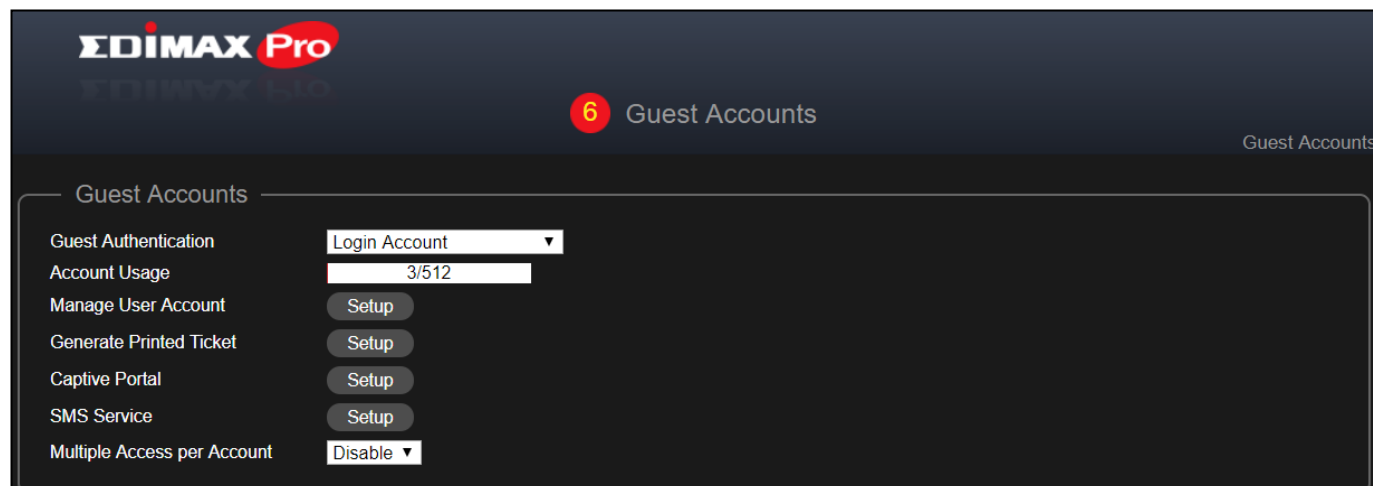 EDiMAX Pro
6 Guest Accounts
Guest Accounts
Guest Accounts
Guest Authentication Login Account
Account Usage 3/512
Manage User Account Setup
Generate Printed Ticket Setup
Captive Portal Setup
SMS Service Setup
Multiple Access per Account Disable